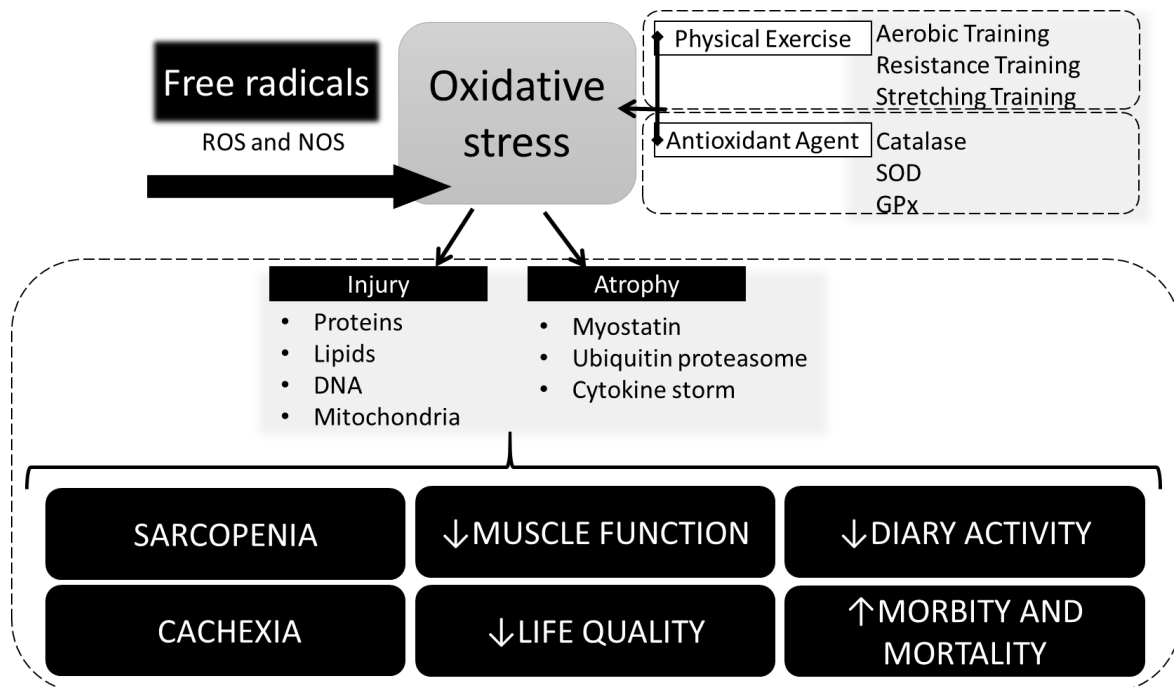 Free radicals
ROS and NOS
Oxidative
stress
Physical Exercise
Aerobic Training
Resistance Training
Stretching Training
Antioxidant Agent
Catalase
SOD
GPx
Injury
• Proteins
• Lipids
• DNA
• Mitochondria
Atrophy
• Myostatin
• Ubiquitin proteasome
• Cytokine storm
SARCOPENIA
↓MUSCLE FUNCTION
↓DIARY ACTIVITY
CACHEXIA
↓LIFE QUALITY
↑MORBITY AND
MORTALITY